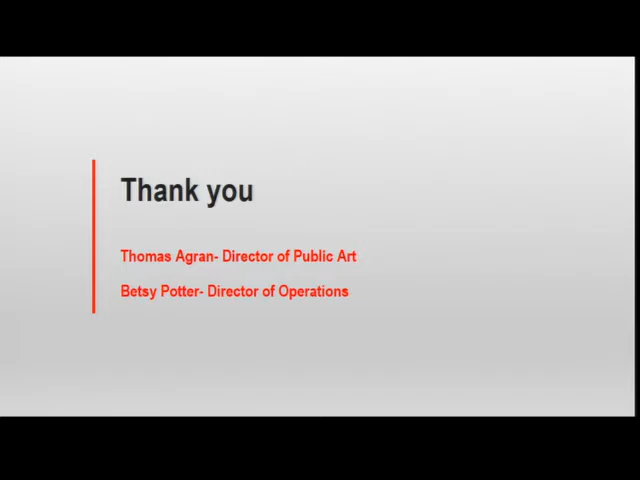 Thank you
Thomas Agran- Director of Public Art
Betsy Potter- Director of Operations